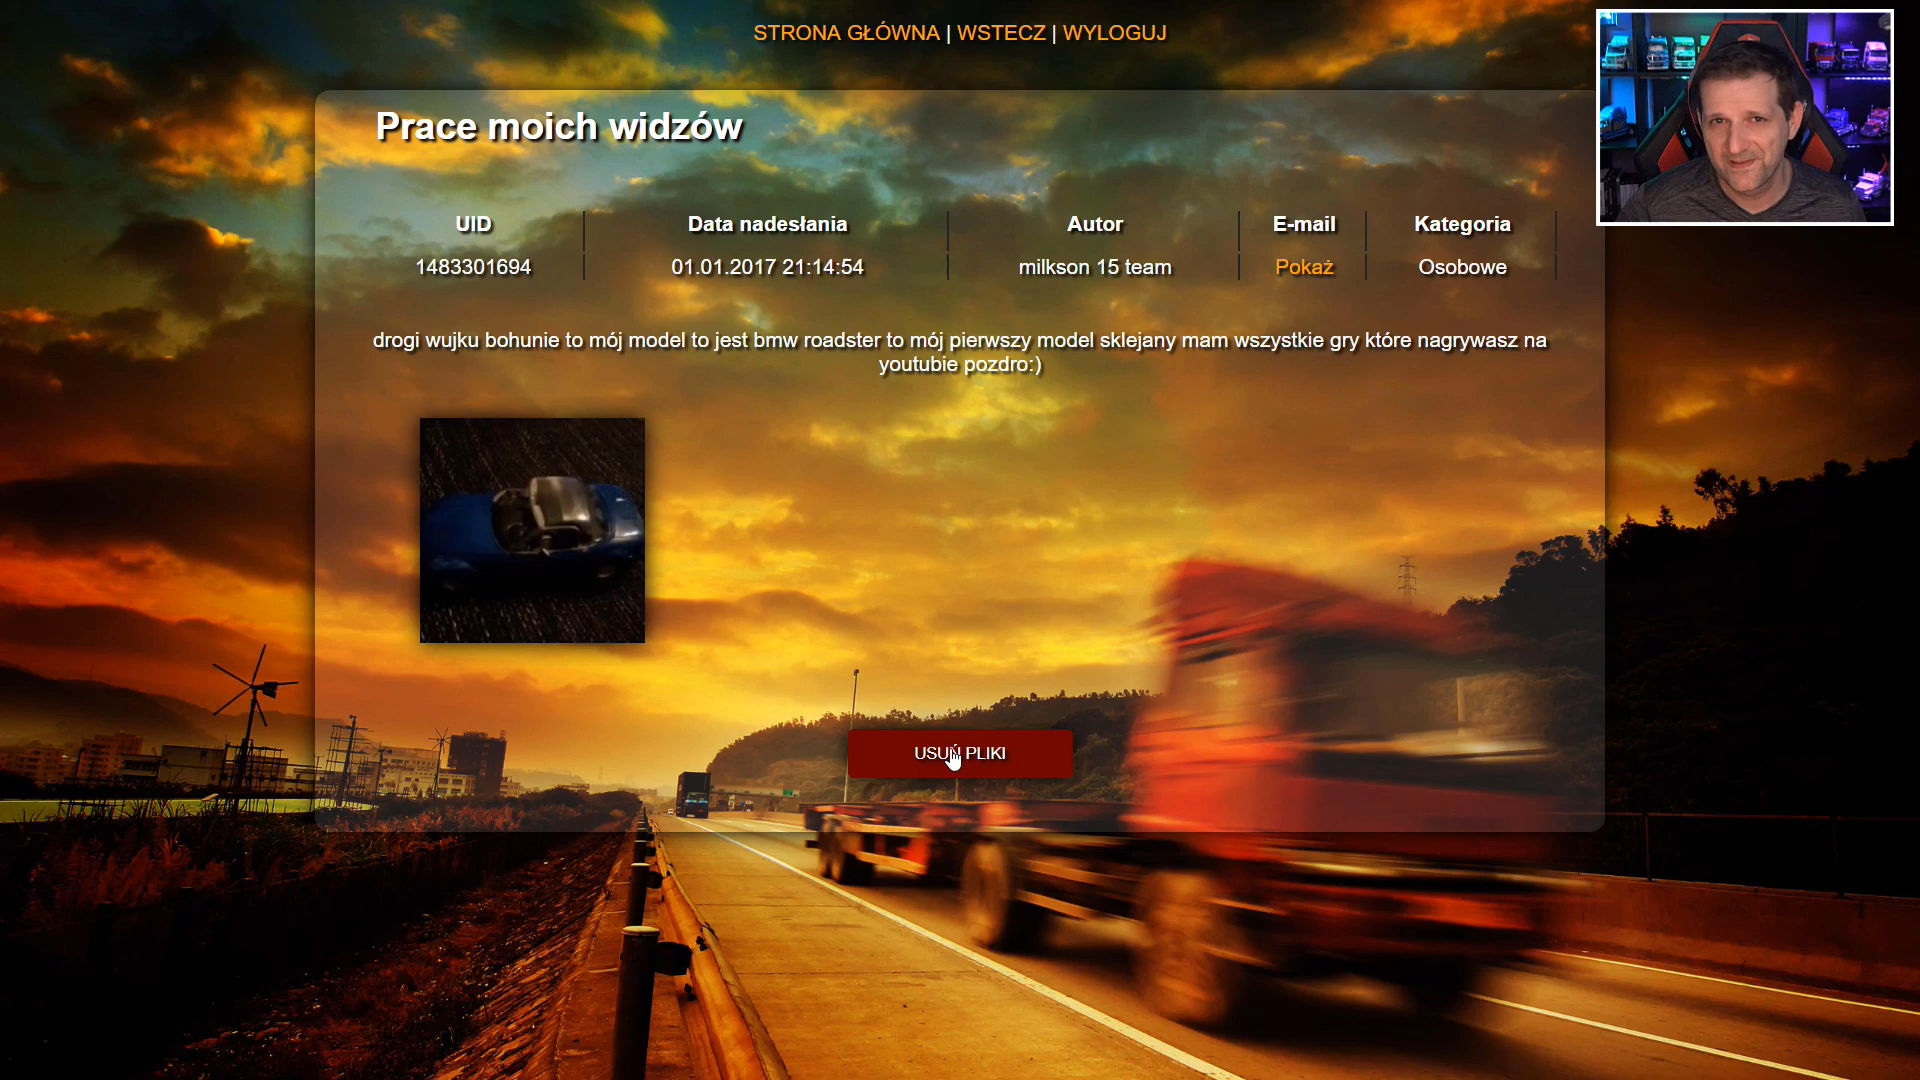 STRONA GŁÓWNA | WSTECZ | WYLOGUJ
Prace moich widzów
UID Data nadesłania Autor E-mail Kategoria
1483301694 01.01.2017 21:14:54 milkson 15 team Pokaż Osobowe
drogi wujku bohunie to mój model to jest bmw roadster to mój pierwszy model sklejany mam wszystkie gry które nagrywasz na
youtubie pozdro:)
USUŃ PLIKI